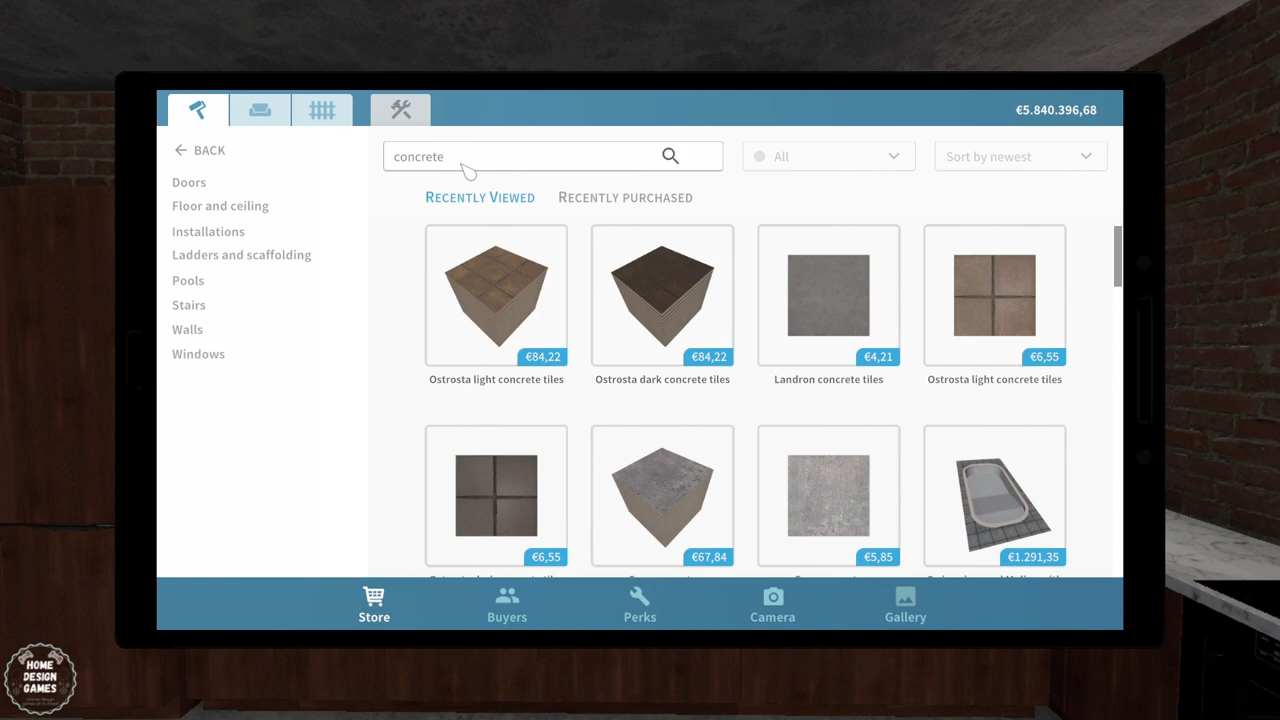 €5.840.396,68
BACK
concrete
All
Sort by newest
Doors
Floor and ceiling
Installations
Ladders and scaffolding
Pools
Stairs
Walls
Windows
RECENTLY VIEWED
RECENTLY PURCHASED
€84,22
€84,22
€4,21
€6,55
Ostrosta light concrete tiles
Ostrosta dark concrete tiles
Landron concrete tiles
Ostrosta light concrete tiles
€6,55
€67,84
€5,85
€1.291,35
Store
Buyers
Perks
Camera
Gallery
HOME
DESIGN
GAMES